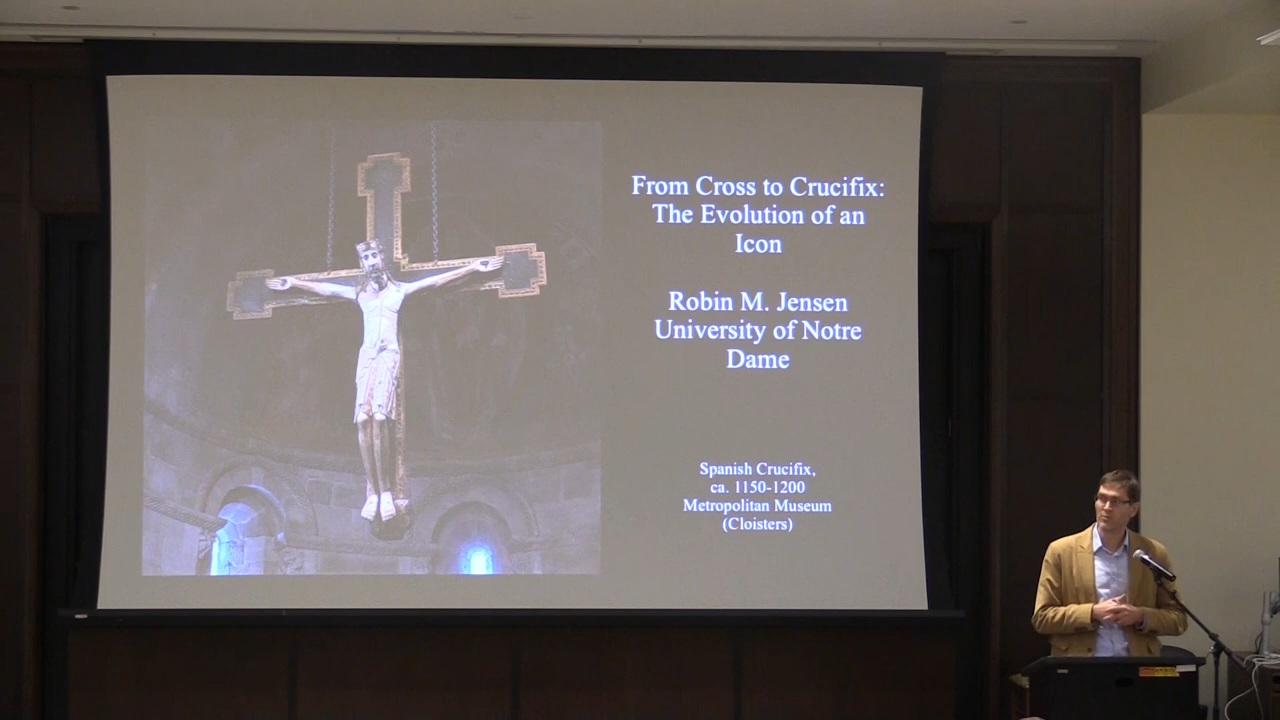 From Cross to Crucifix:
The Evolution of an
Icon
Robin M. Jensen
University of Notre
Dame
Spanish Crucifix,
ca. 1150-1200
Metropolitan Museum
(Cloisters)